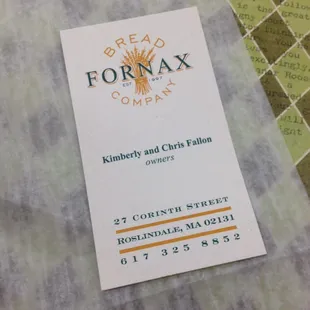 BREAD
FORNAX
EST 1997
COMPANY
Kimberly and Chris Fallon
owners
27 CORINTH STREET
ROSLINDALE, MA 02131
617 325 8852